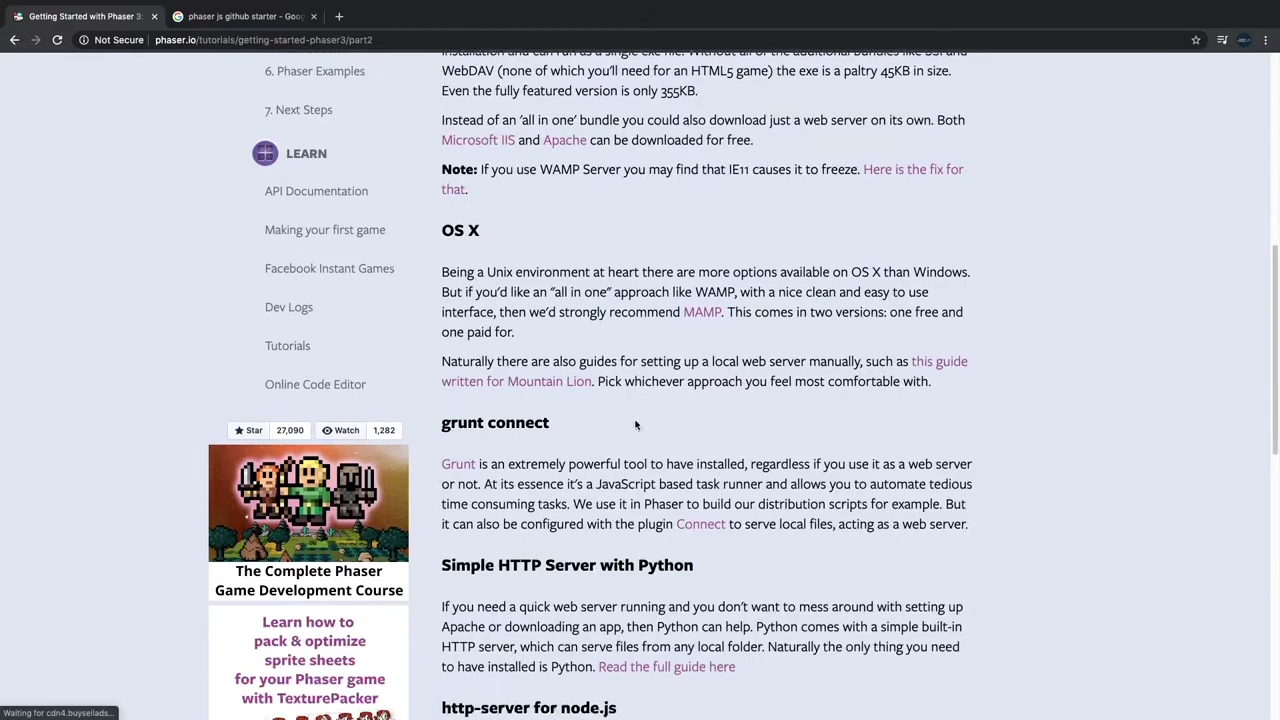 Getting Started with Phaser 3:
phaser js github starter - Goog
Not Secure
phaser.io/tutorials/getting-started-phaser3/part2
6. Phaser Examples
7. Next Steps
LEARN
API Documentation
Making your first game
Facebook Instant Games
Dev Logs
Tutorials
Online Code Editor
Star 27,090 Watch 1,282
The Complete Phaser
Game Development Course
Learn how to
pack & optimize
sprite sheets
for your Phaser game
with TexturePacker
installation and can run as a single exe file. Without all of the additional bundles like SSI and
WebDAV (none of which you'll need for an HTML5 game) the exe is a paltry 45KB in size.
Even the fully featured version is only 355KB.
Instead of an 'all in one' bundle you could also download just a web server on its own. Both
Microsoft IIS and Apache can be downloaded for free.
Note: If you use WAMP Server you may find that IE11 causes it to freeze. Here is the fix for
that.
OS X
Being a Unix environment at heart there are more options available on OS X than Windows.
But if you'd like an "all in one" approach like WAMP, with a nice clean and easy to use
interface, then we'd strongly recommend MAMP. This comes in two versions: one free and
one paid for.
Naturally there are also guides for setting up a local web server manually, such as this guide
written for Mountain Lion. Pick whichever approach you feel most comfortable with.
grunt connect
Grunt is an extremely powerful tool to have installed, regardless if you use it as a web server
or not. At its essence it's a JavaScript based task runner and allows you to automate tedious
time consuming tasks. We use it in Phaser to build our distribution scripts for example. But
it can also be configured with the plugin Connect to serve local files, acting as a web server.
Simple HTTP Server with Python
If you need a quick web server running and you don't want to mess around with setting up
Apache or downloading an app, then Python can help. Python comes with a simple built-in
HTTP server, which can serve files from any local folder. Naturally the only thing you need
to have installed is Python. Read the full guide here
http-server for node.js
Waiting for cdn4.buysellads...